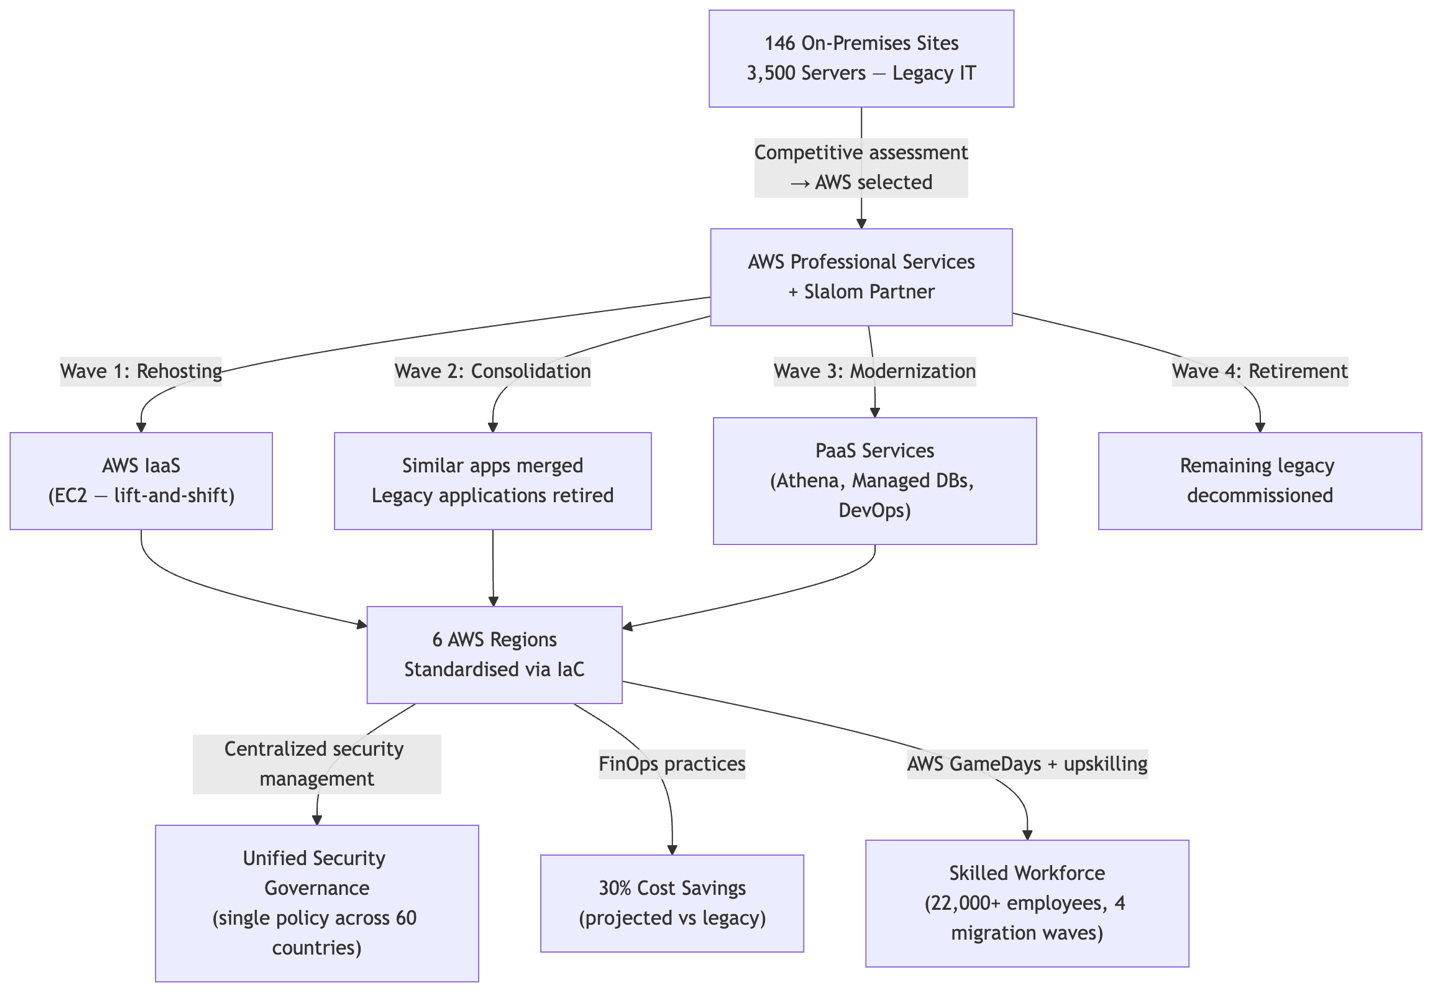 146 On-Premises Sites
3,500 Servers — Legacy IT
Competitive assessment
→ AWS selected
AWS Professional Services
+ Slalom Partner
Wave 1: Rehosting
Wave 2: Consolidation
Wave 3: Modernization
Wave 4: Retirement
AWS IaaS
(EC2 — lift-and-shift)
Similar apps merged
Legacy applications retired
PaaS Services
(Athena, Managed DBs,
DevOps)
Remaining legacy
decommissioned
6 AWS Regions
Standardised via IaC
Centralized security
management
FinOps practices
AWS GameDays + upskilling
Unified Security
Governance
(single policy across 60
countries)
30% Cost Savings
(projected vs legacy)
Skilled Workforce
(22,000+ employees, 4
migration waves)